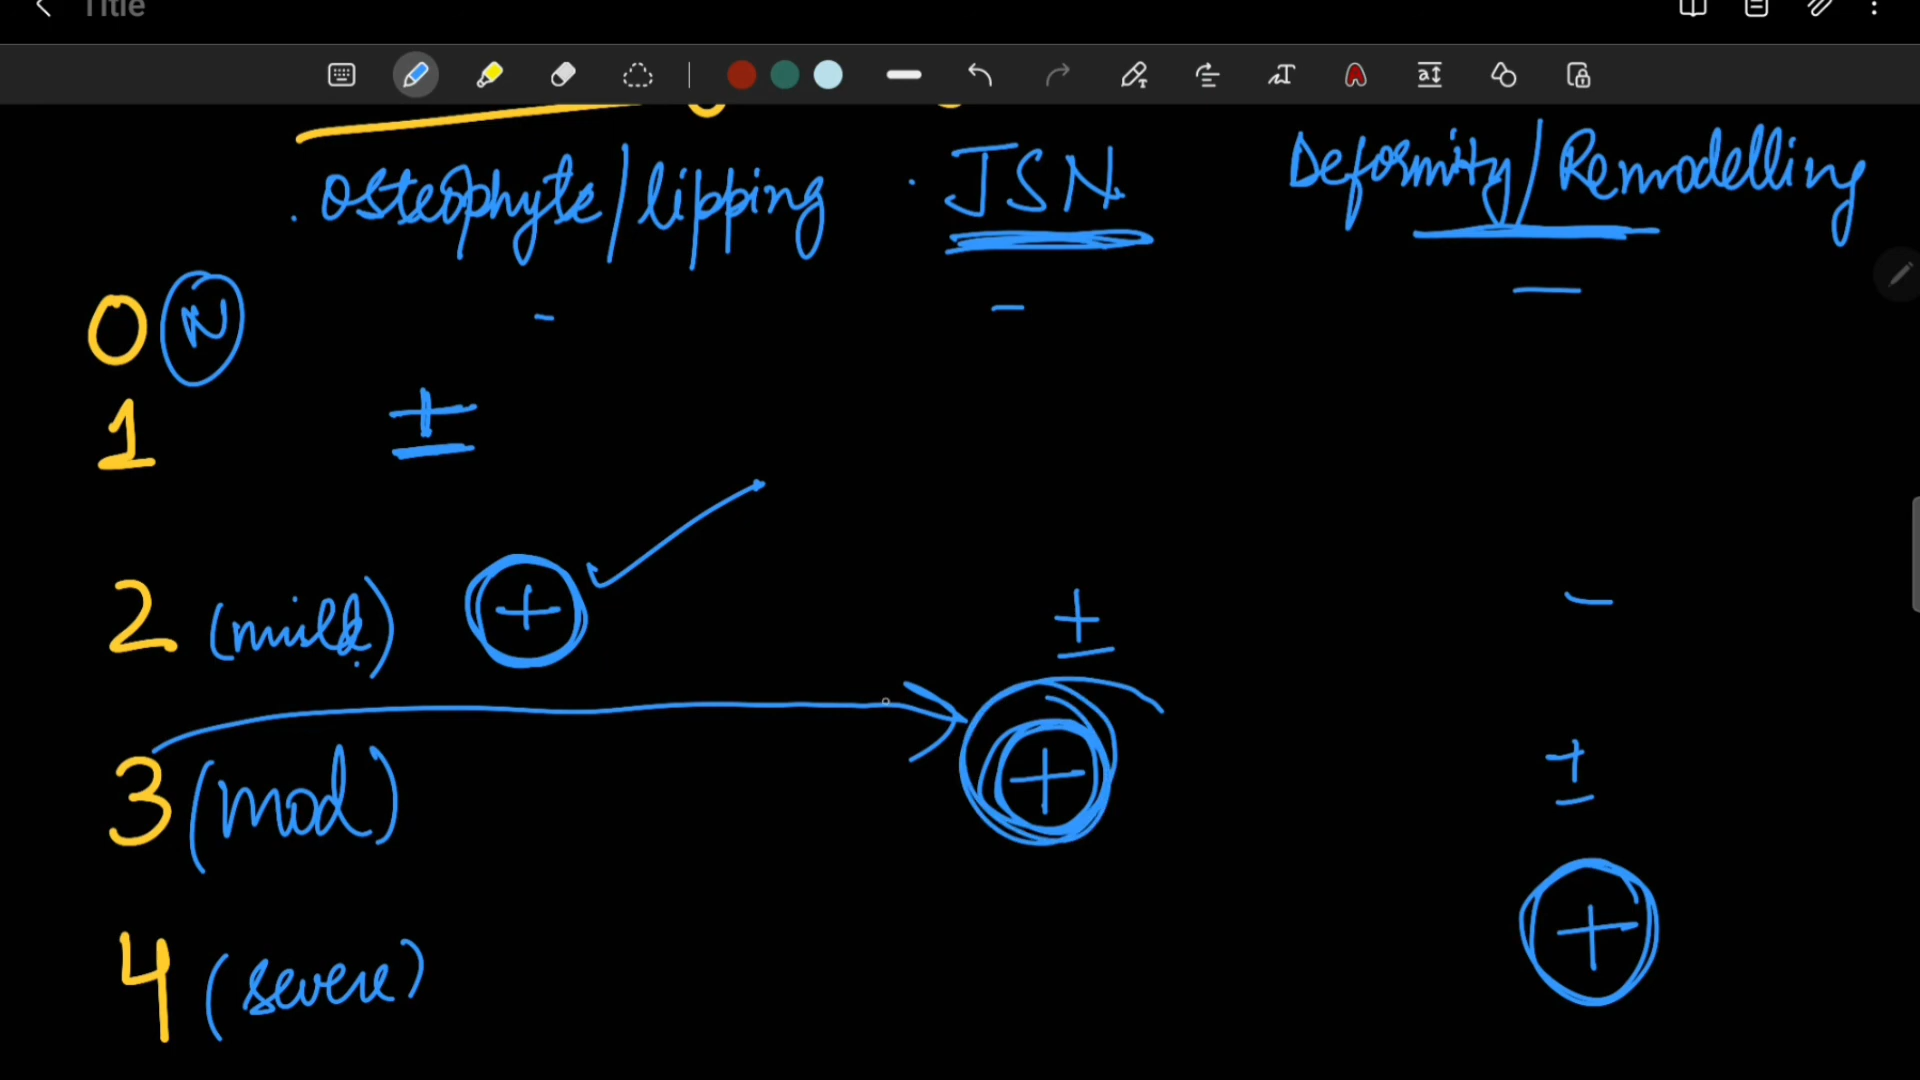 Title
. Osteophyte/lipping . JSN Deformity/Remodelling
0 N - - -
1 ±
2 (mild) + ± -
3 (mod) + ±
4 (severe) +